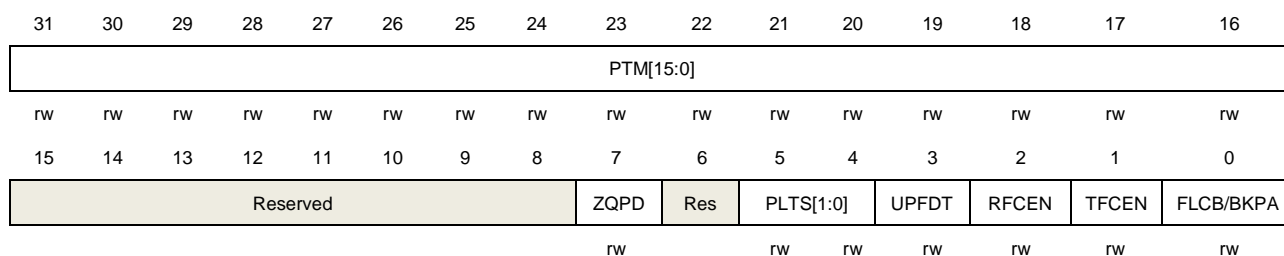 31 30 29 28 27 26 25 24 23 22 21 20 19 18 17 16
PTM[15:0]
rw rw rw rw rw rw rw rw rw rw rw rw rw rw rw rw
15 14 13 12 11 10 9 8 7 6 5 4 3 2 1 0
Reserved ZQPD Res PLTS[1:0] UPFDT RFCEN TFCEN FLCB/BKPA
rw rw rw rw rw rw rw